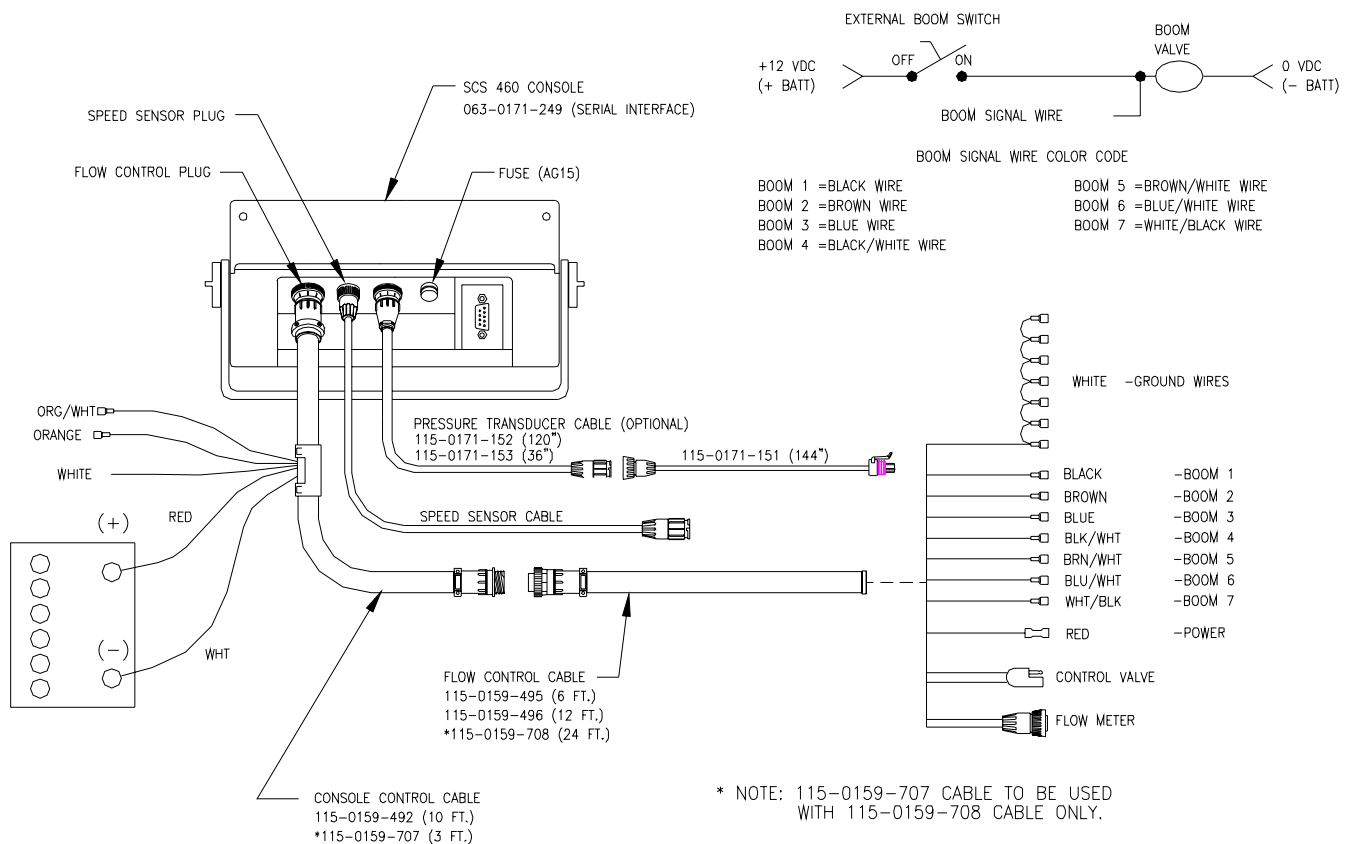 EXTERNAL BOOM SWITCH
OFF
ON
BOOM
VALVE
+12 VDC
(+ BATT)
0 VDC
(- BATT)
BOOM SIGNAL WIRE
BOOM SIGNAL WIRE COLOR CODE
BOOM 1 =BLACK WIRE
BOOM 2 =BROWN WIRE
BOOM 3 =BLUE WIRE
BOOM 4 =BLACK/WHITE WIRE
BOOM 5 =BROWN/WHITE WIRE
BOOM 6 =BLUE/WHITE WIRE
BOOM 7 =WHITE/BLACK WIRE
SCS 460 CONSOLE
063-0171-249 (SERIAL INTERFACE)
SPEED SENSOR PLUG
FLOW CONTROL PLUG
FUSE (AG15)
ORG/WHT
ORANGE
WHITE
RED
(+)
(-)
WHT
PRESSURE TRANSDUCER CABLE (OPTIONAL)
115-0171-152 (120")
115-0171-153 (36")
115-0171-151 (144")
SPEED SENSOR CABLE
WHITE -GROUND WIRES
BLACK -BOOM 1
BROWN -BOOM 2
BLUE -BOOM 3
BLK/WHT -BOOM 4
BRN/WHT -BOOM 5
BLU/WHT -BOOM 6
WHT/BLK -BOOM 7
RED -POWER
CONTROL VALVE
FLOW METER
FLOW CONTROL CABLE
115-0159-495 (6 FT.)
115-0159-496 (12 FT.)
*115-0159-708 (24 FT.)
CONSOLE CONTROL CABLE
115-0159-492 (10 FT.)
*115-0159-707 (3 FT.)
* NOTE: 115-0159-707 CABLE TO BE USED
WITH 115-0159-708 CABLE ONLY.